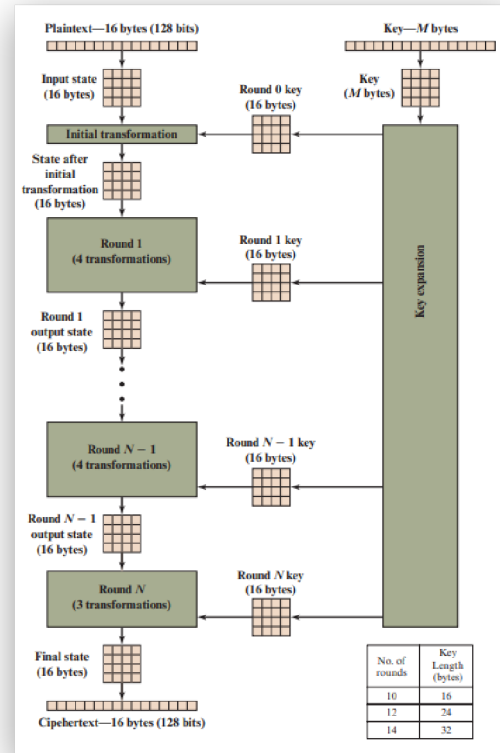 Plaintext—16 bytes (128 bits)
Key—M bytes
Input state
(16 bytes)
Key
(M bytes)
Round 0 key
(16 bytes)
Initial transformation
State after
initial
transformation
(16 bytes)
Round 1
(4 transformations)
Round 1 key
(16 bytes)
Key expansion
Round 1
output state
(16 bytes)
Round N − 1
(4 transformations)
Round N − 1 key
(16 bytes)
Round N − 1
output state
(16 bytes)
Round N
(3 transformations)
Round N key
(16 bytes)
Final state
(16 bytes)
No. of
rounds
Key
Length
(bytes)
10 16
12 24
14 32
Cipehertext—16 bytes (128 bits)